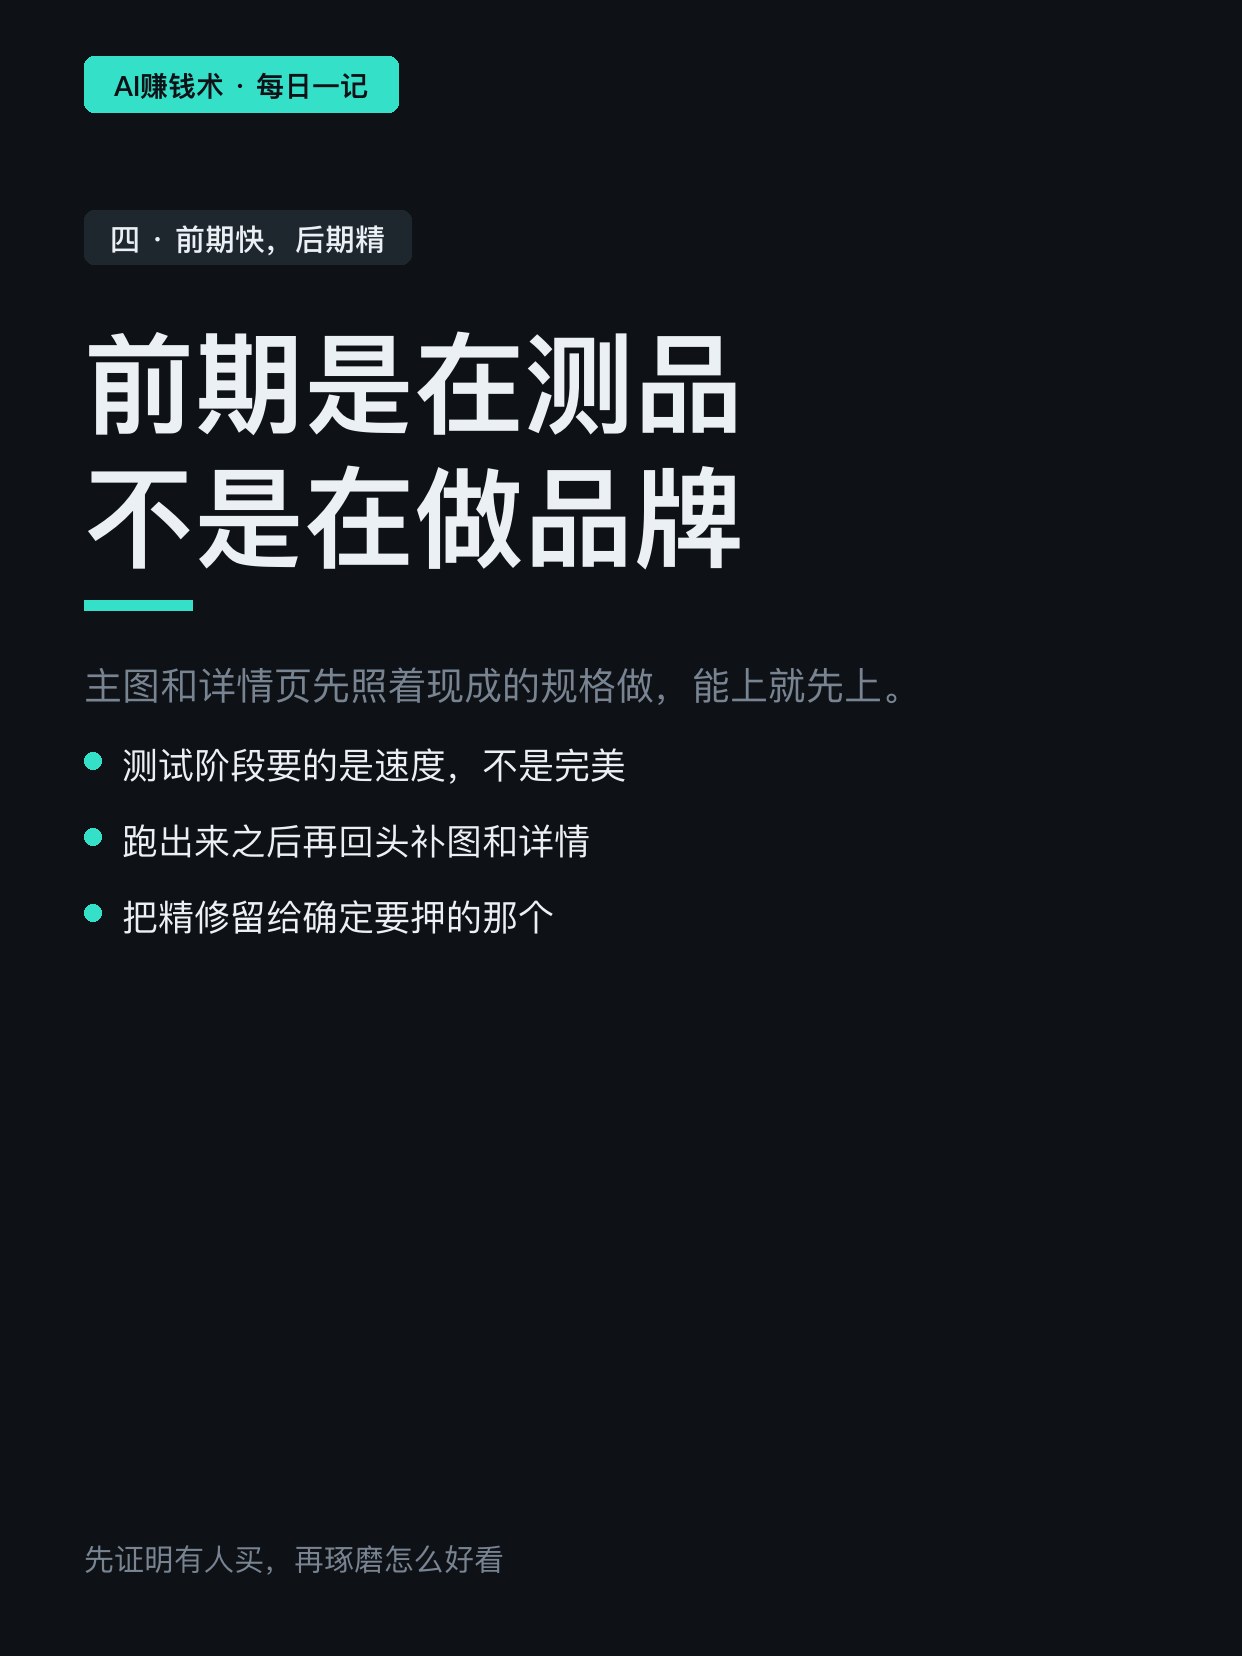 AI赚钱术 · 每日一记
四 · 前期快，后期精
前期是在测品
不是在做品牌
主图和详情页先照着现成的规格做，能上就先上。
测试阶段要的是速度，不是完美
跑出来之后再回头补图和详情
把精修留给确定要押的那个
先证明有人买，再琢磨怎么好看